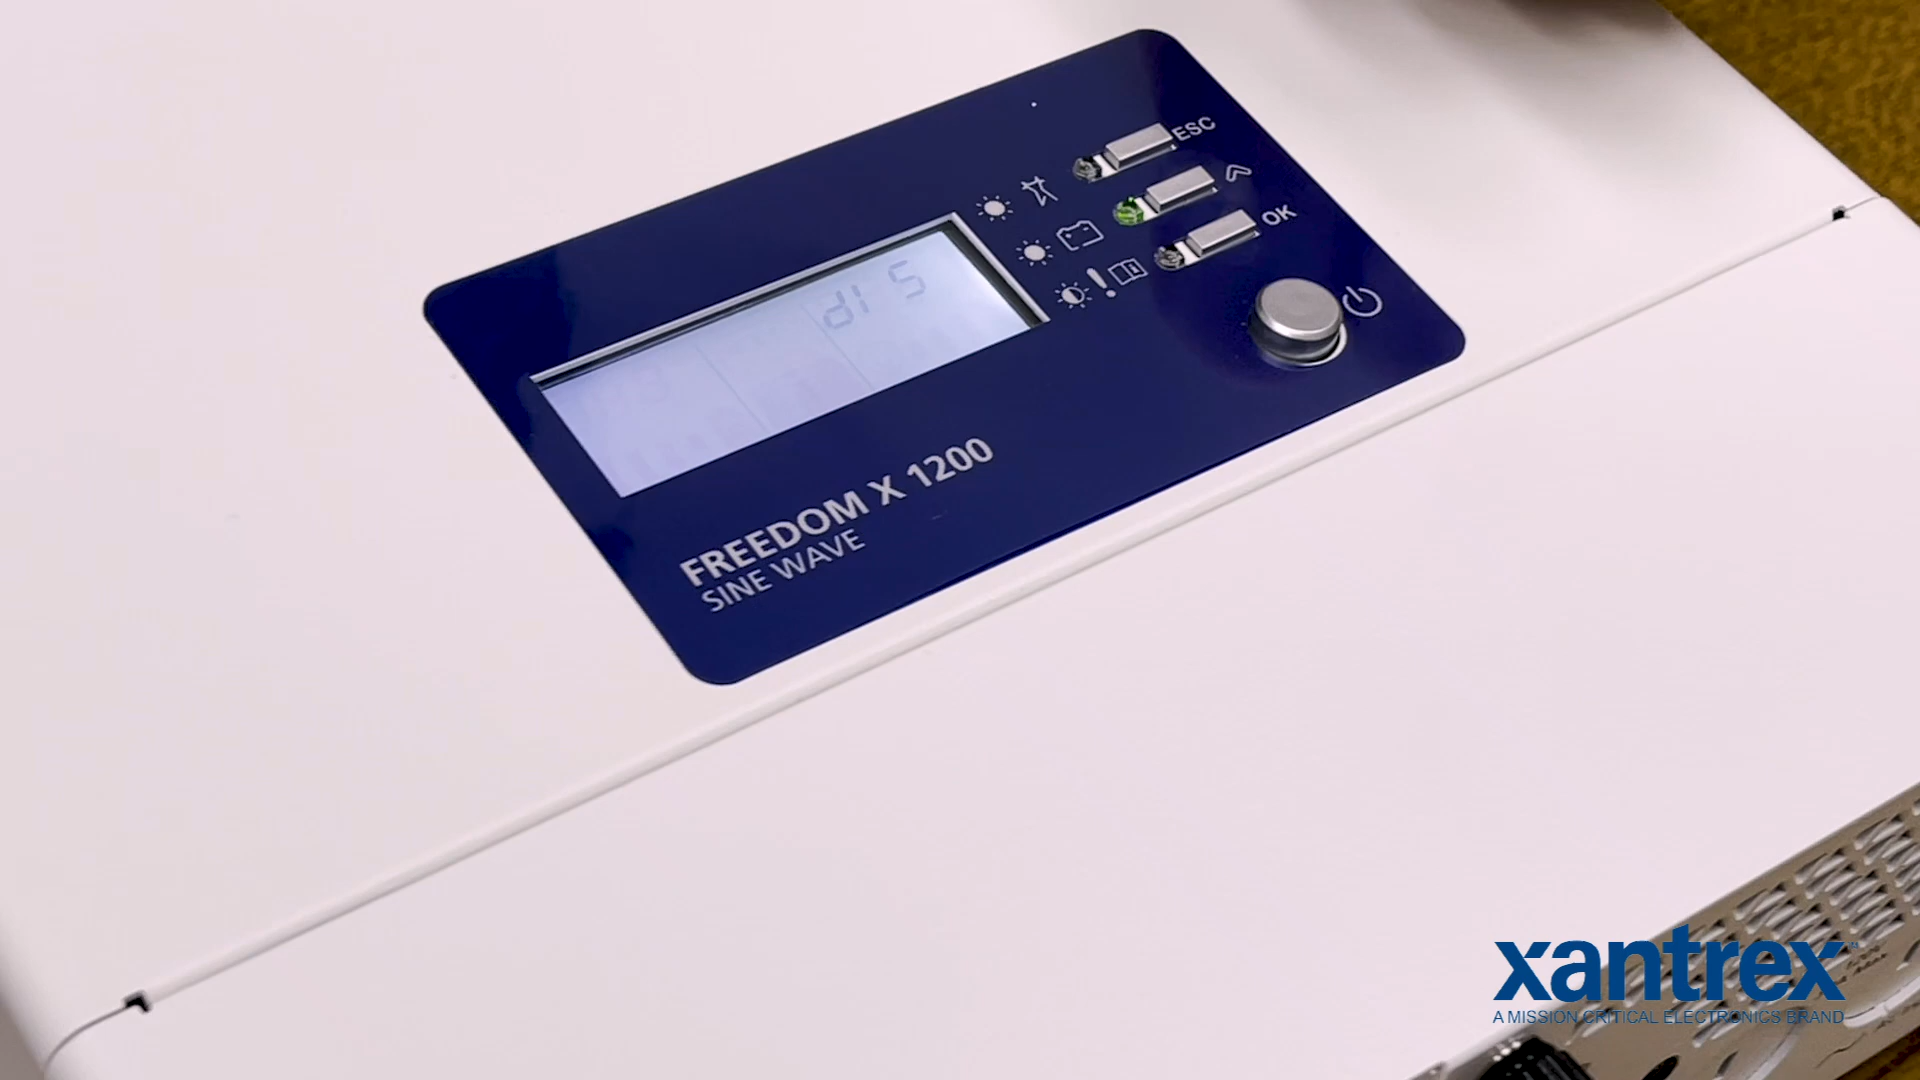 ESC
OK
dIS
FREEDOM X 1200
SINE WAVE
xantrex
A MISSION CRITICAL ELECTRONICS BRAND